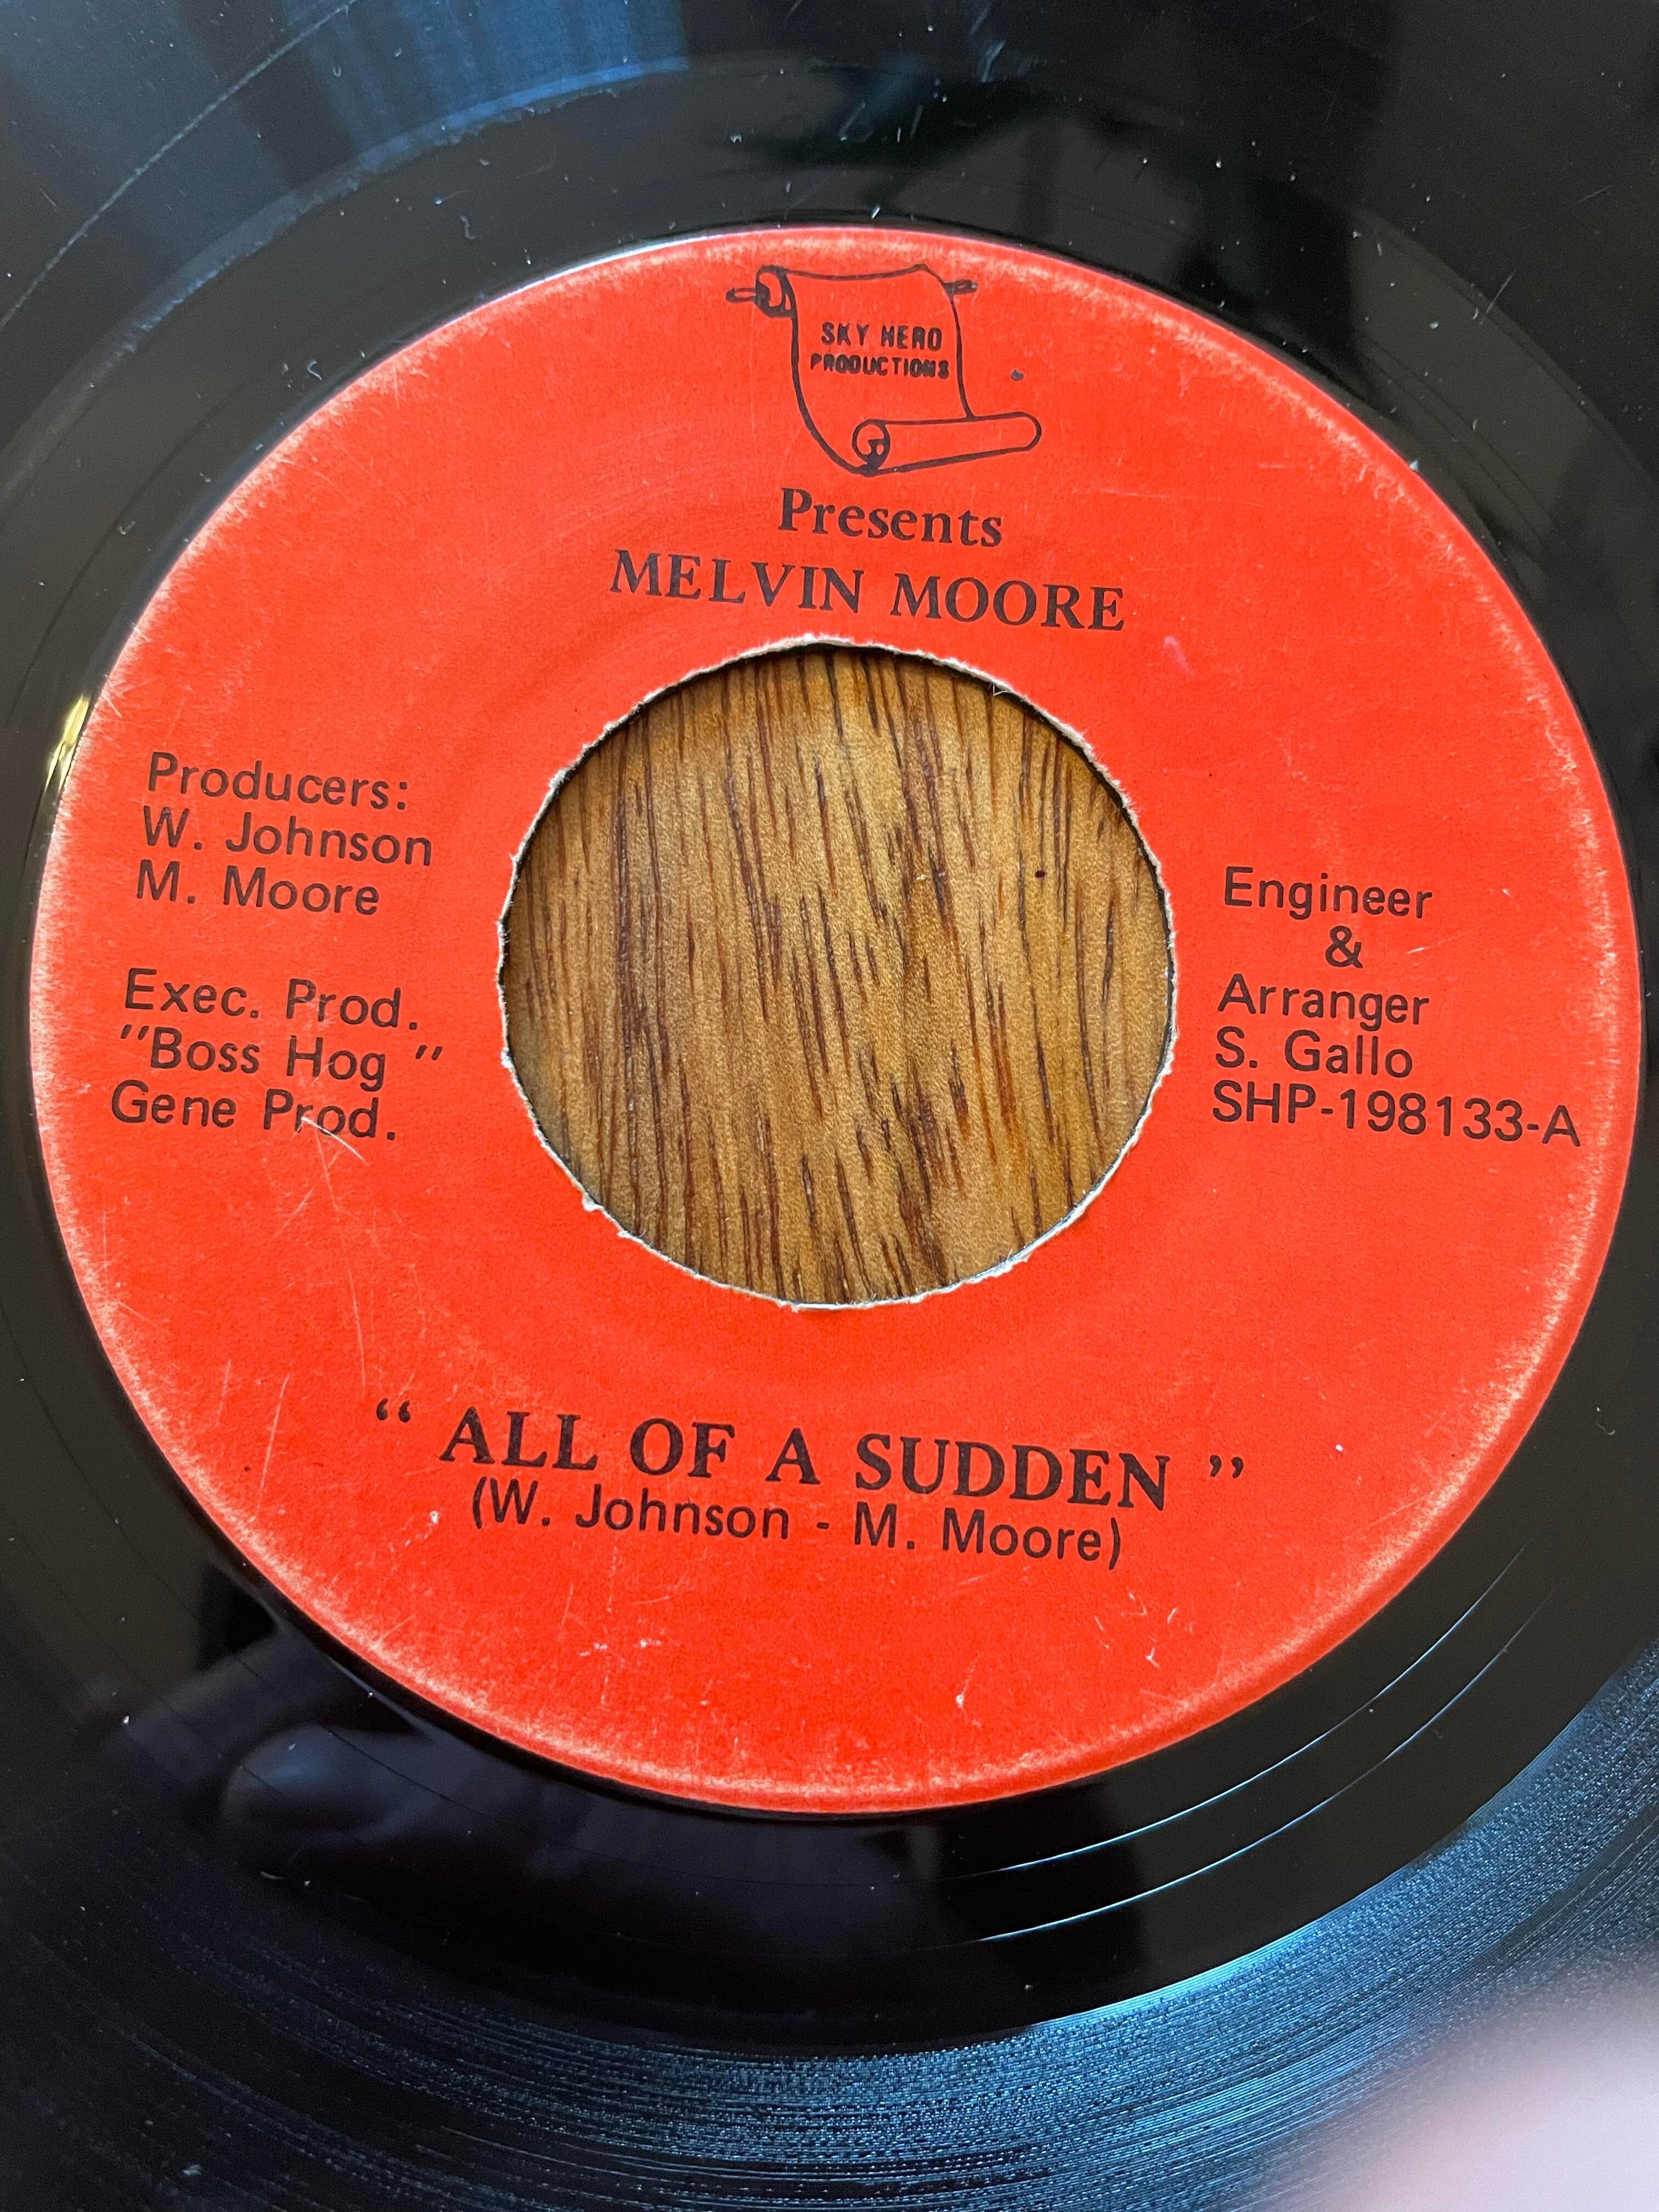 SKY HERO
PRODUCTIONS
Presents
MELVIN MOORE
Producers:
W. Johnson
M. Moore
Exec. Prod.
"Boss Hog "
Gene Prod.
Engineer
&
Arranger
S. Gallo
SHP-198133-A
“ ALL OF A SUDDEN ”
(W. Johnson - M. Moore)